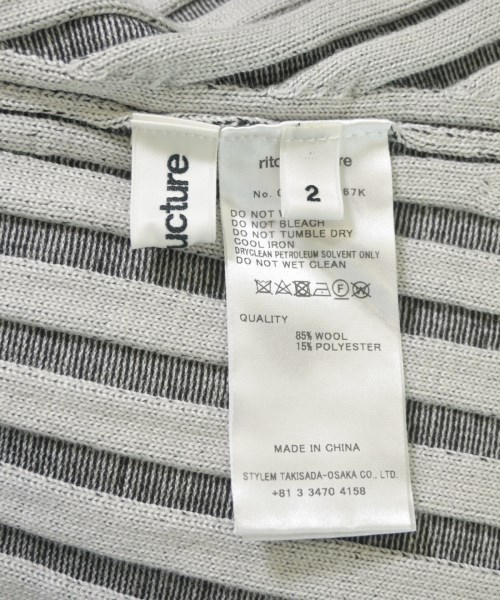 ucture
rito re
2
No. 67K
DO NOT
DO NOT BLEACH
DO NOT TUMBLE DRY
COOL IRON
DRYCLEAN PETROLEUM SOLVENT ONLY
DO NOT WET CLEAN
QUALITY
85% WOOL
15% POLYESTER
MADE IN CHINA
STYLEM TAKISADA-OSAKA CO., LTD.
+81 3 3470 4158